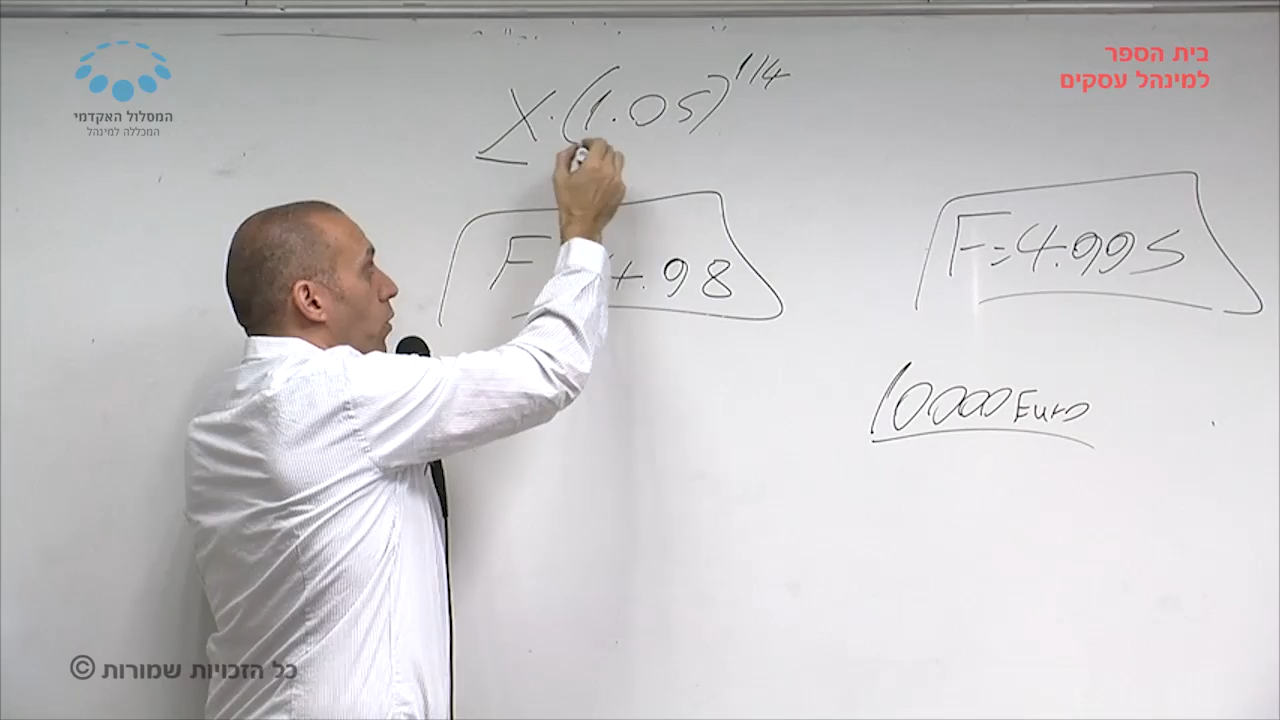 המסלול האקדמי
המכללה למינהל
בית הספר
למינהל עסקים
X·(1.05)^1/4
F 4.98
F=4.995
10000 Euro
כל הזכויות שמורות ©